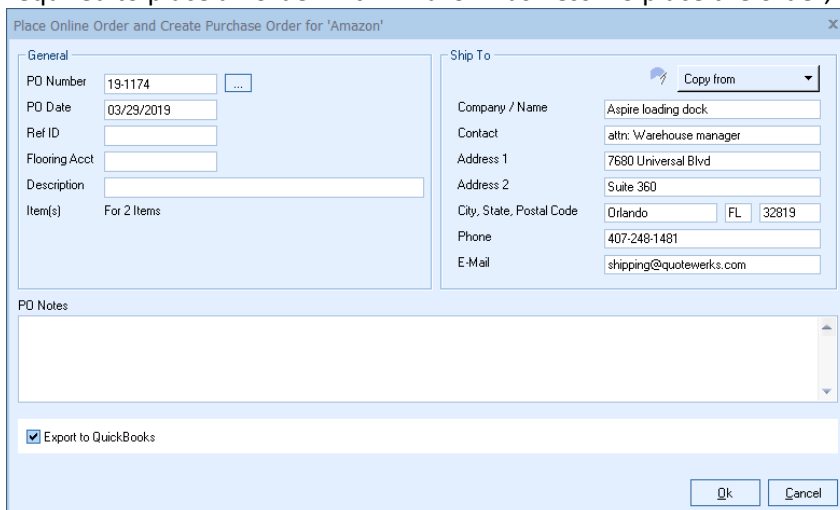 Place Online Order and Create Purchase Order for 'Amazon' x
General
PO Number 19-1174 ...
PO Date 03/29/2019
Ref ID
Flooring Acct
Description
Item(s) For 2 Items
Ship To
Copy from
Company / Name Aspire loading dock
Contact attn: Warehouse manager
Address 1 7680 Universal Blvd
Address 2 Suite 360
City, State, Postal Code Orlando FL 32819
Phone 407-248-1481
E-Mail shipping@quotewerks.com
PO Notes
Export to QuickBooks
Ok Cancel